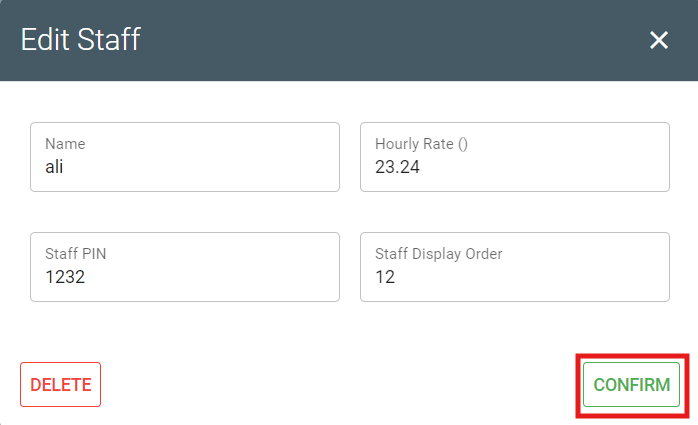 Edit Staff
Name
ali
Hourly Rate ()
23.24
Staff PIN
1232
Staff Display Order
12
DELETE
CONFIRM